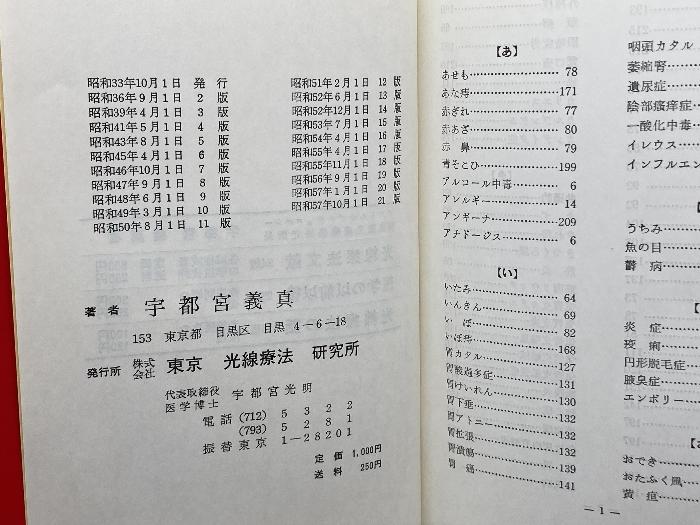 昭和33年10月1日 発 行
昭和36年9月1日 2 版
昭和39年4月1日 3 版
昭和41年5月1日 4 版
昭和43年8月1日 5 版
昭和45年4月1日 6 版
昭和46年10月1日 7 版
昭和47年9月1日 8 版
昭和48年6月1日 9 版
昭和49年3月1日 10 版
昭和50年8月1日 11 版
昭和51年2月1日 12 版
昭和52年6月1日 13 版
昭和52年12月1日 14 版
昭和53年7月1日 15 版
昭和54年4月1日 16 版
昭和55年4月1日 17 版
昭和55年11月1日 18 版
昭和56年9月1日 19 版
昭和57年1月1日 20 版
昭和57年10月1日 21 版
著者 宇都宮義真
153 東京都 目黒区 目黒 4-6-18
発行所 株式会社 東京 光線療法 研究所
代表取締役 医学博士 宇都宮光明
電話 (712) 5322
(793) 5281
振替東京 1-28201
定価 1,000円
送料 250円
【あ】
あせも……………78
あな痔……………171
赤ぎれ……………77
赤あざ……………80
赤鼻……………79
青そこひ……………199
アルコール中毒……………6
アレルギー……………14
アンギーナ……………209
アナドージス……………6
【い】
いたみ……………64
いんきん……………69
いぼ……………82
いぼ痔……………168
胃カタル……………127
胃酸過多症……………131
胃けいれん……………130
胃下垂……………132
胃アトニー……………132
胃拡張……………132
胃潰瘍……………139
胃癌……………141
咽頭カタル
萎縮腎
遺尿症
陰部瘙痒症
一酸化中毒
イレウス
インフルエン
【う】
うちみ
魚の目
欝病
炎症
疫痢
円形脱毛症
腋臭症
エンボリー
【お
おでき
おたふく風
黄疸
—1—